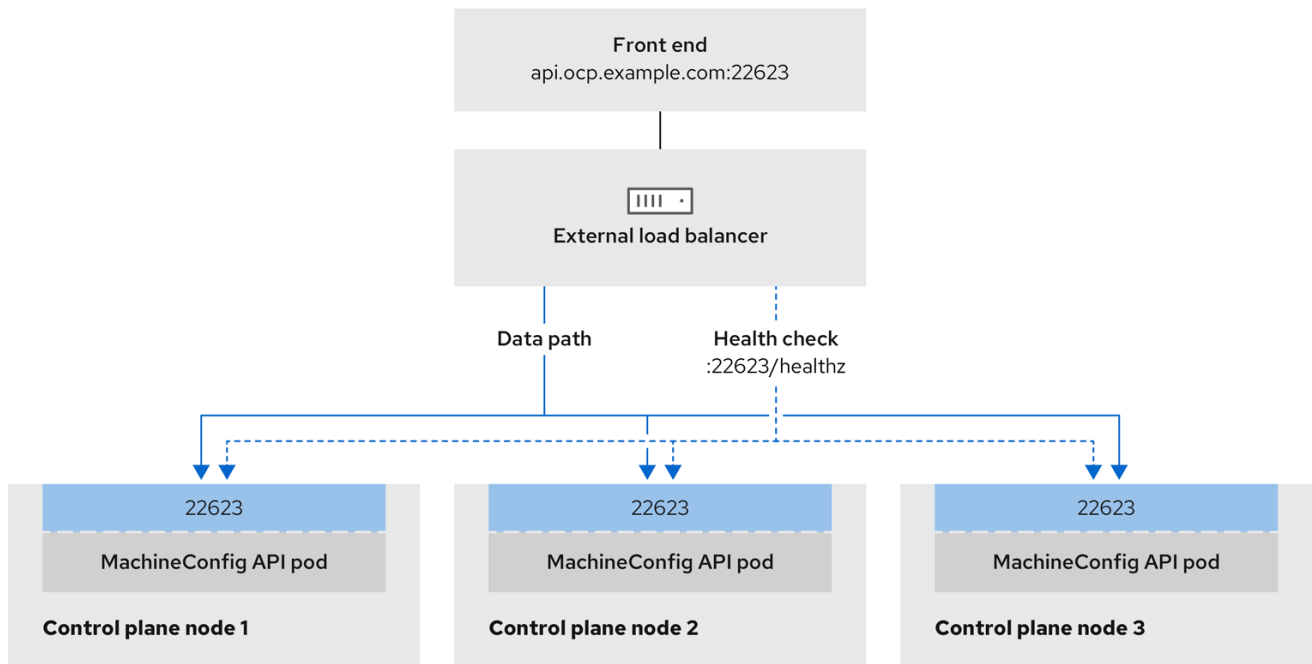 Front end
api.ocp.example.com:22623
External load balancer
Data path
Health check
:22623/healthz
22623
MachineConfig API pod
Control plane node 1
22623
MachineConfig API pod
Control plane node 2
22623
MachineConfig API pod
Control plane node 3